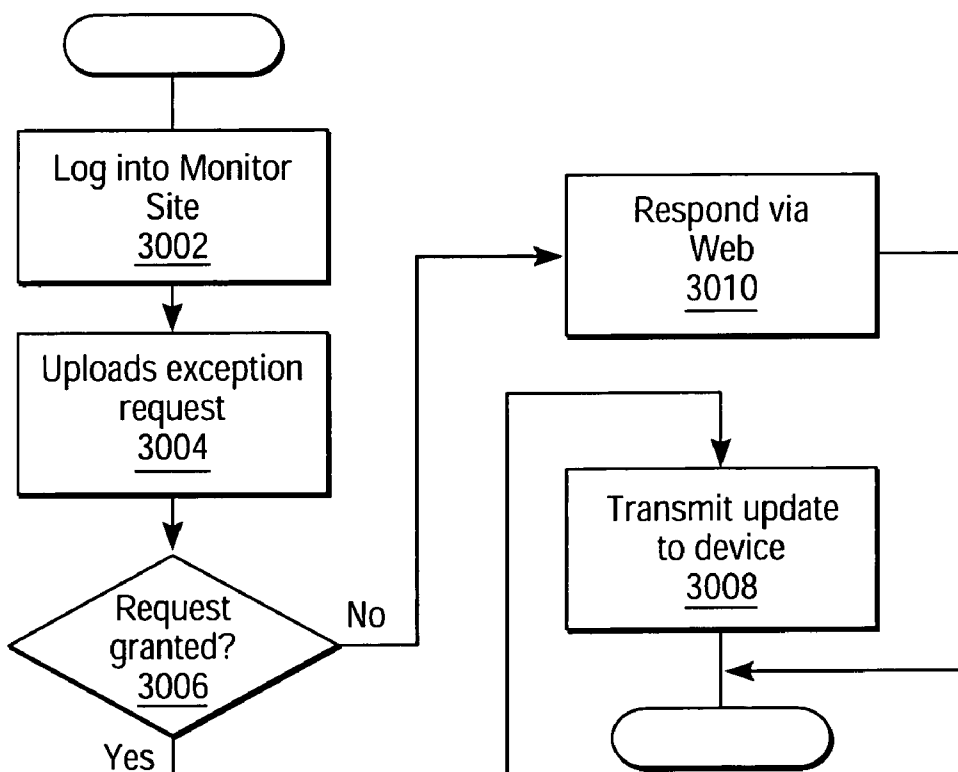 Log into Monitor
Site
3002
Uploads exception
request
3004
Request
granted?
3006
No
Yes
Respond via
Web
3010
Transmit update
to device
3008